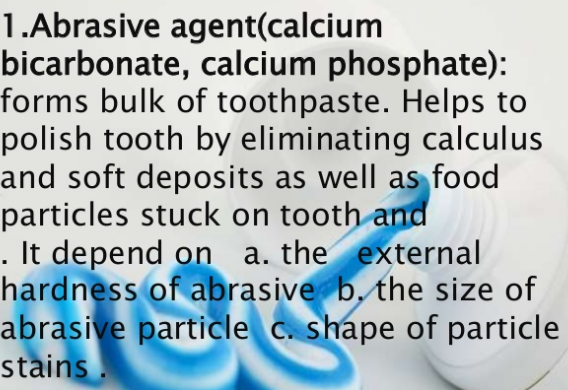 1.Abrasive agent(calcium
bicarbonate, calcium phosphate):
forms bulk of toothpaste. Helps to
polish tooth by eliminating calculus
and soft deposits as well as food
particles stuck on tooth and
. It depend on a. the external
hardness of abrasive b. the size of
abrasive particle c. shape of particle
stains .